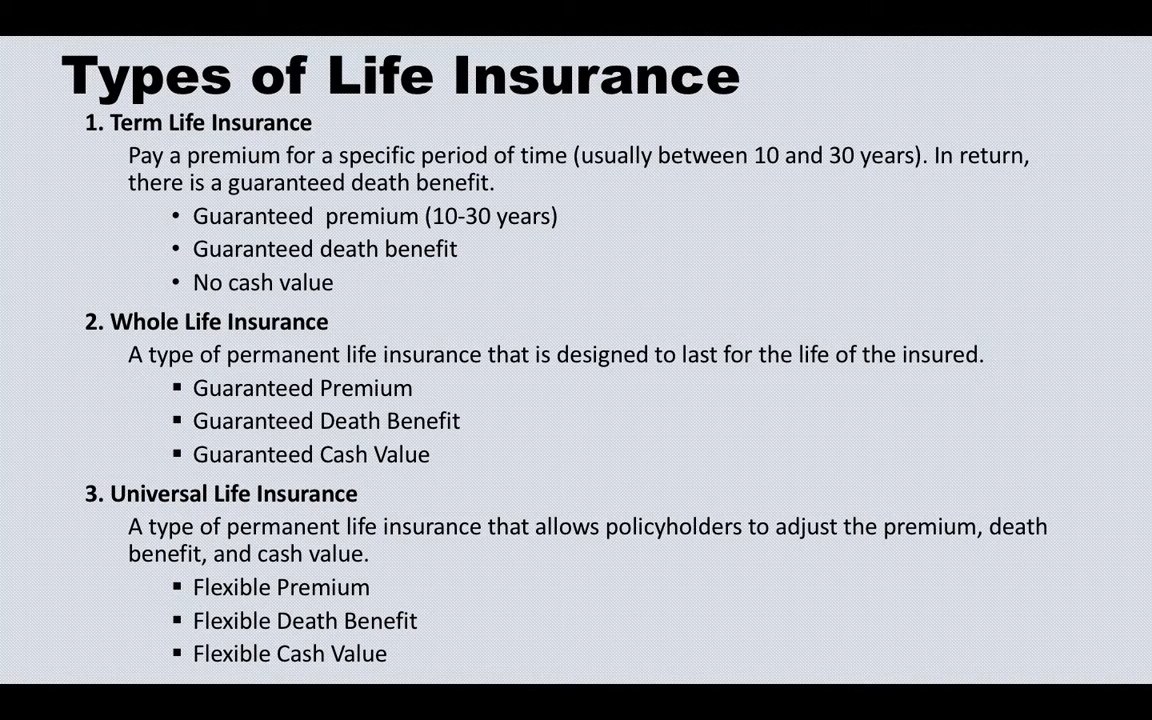 Types of Life Insurance
1. Term Life Insurance
Pay a premium for a specific period of time (usually between 10 and 30 years). In return,
there is a guaranteed death benefit.
• Guaranteed  premium (10-30 years)
• Guaranteed death benefit
• No cash value
2. Whole Life Insurance
A type of permanent life insurance that is designed to last for the life of the insured.
▪ Guaranteed Premium
▪ Guaranteed Death Benefit
▪ Guaranteed Cash Value
3. Universal Life Insurance
A type of permanent life insurance that allows policyholders to adjust the premium, death
benefit, and cash value.
▪ Flexible Premium
▪ Flexible Death Benefit
▪ Flexible Cash Value